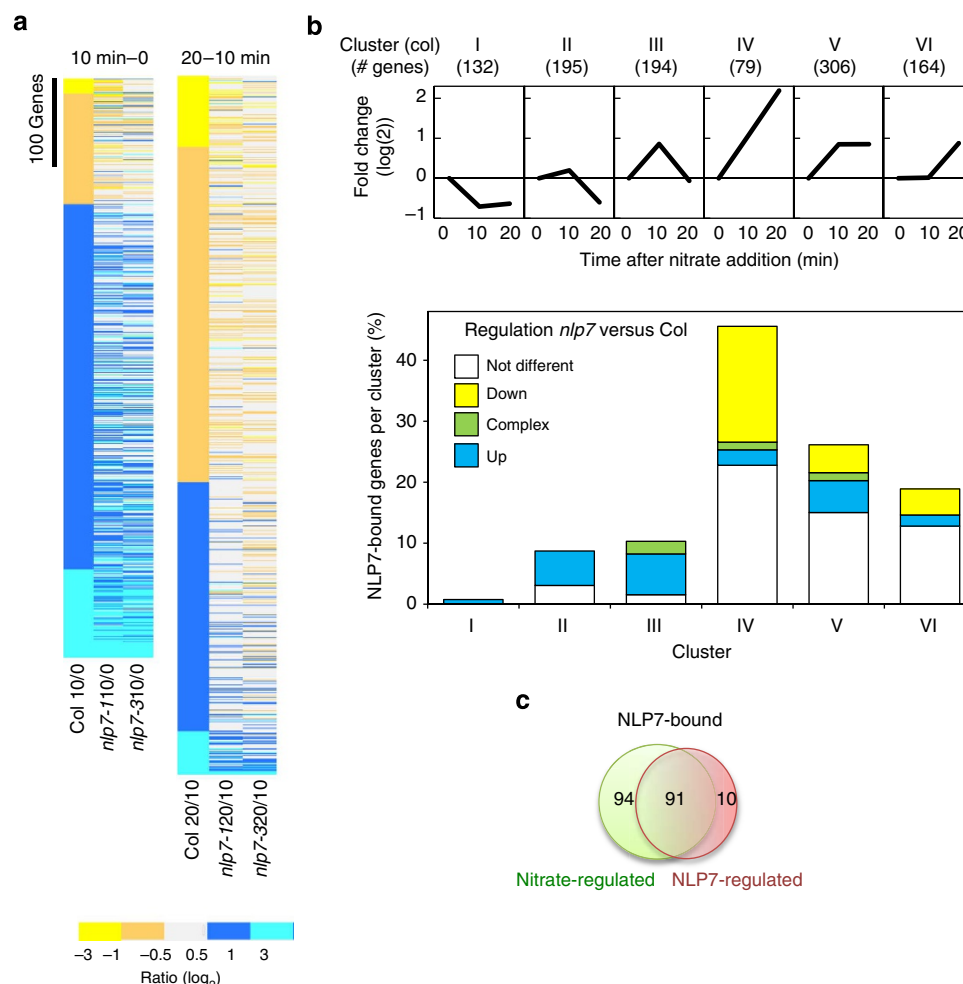 a
10 min–0
20–10 min
100 Genes
Col 10/0
nlp7-110/0
nlp7-310/0
Col 20/10
nlp7-120/10
nlp7-320/10
–3 –1 –0.5 0.5 1 3
Ratio (log2)
b
Cluster (col) I II III IV V VI
(# genes) (132) (195) (194) (79) (306) (164)
Fold change
(log(2))
2
1
0
–1
0 10 20 0 10 20 0 10 20 0 10 20 0 10 20 0 10 20
Time after nitrate addition (min)
NLP7-bound genes per cluster (%)
40
30
20
10
0
Regulation nlp7 versus Col
Not different
Down
Complex
Up
I II III IV V VI
Cluster
c
NLP7-bound
94 91 10
Nitrate-regulated NLP7-regulated